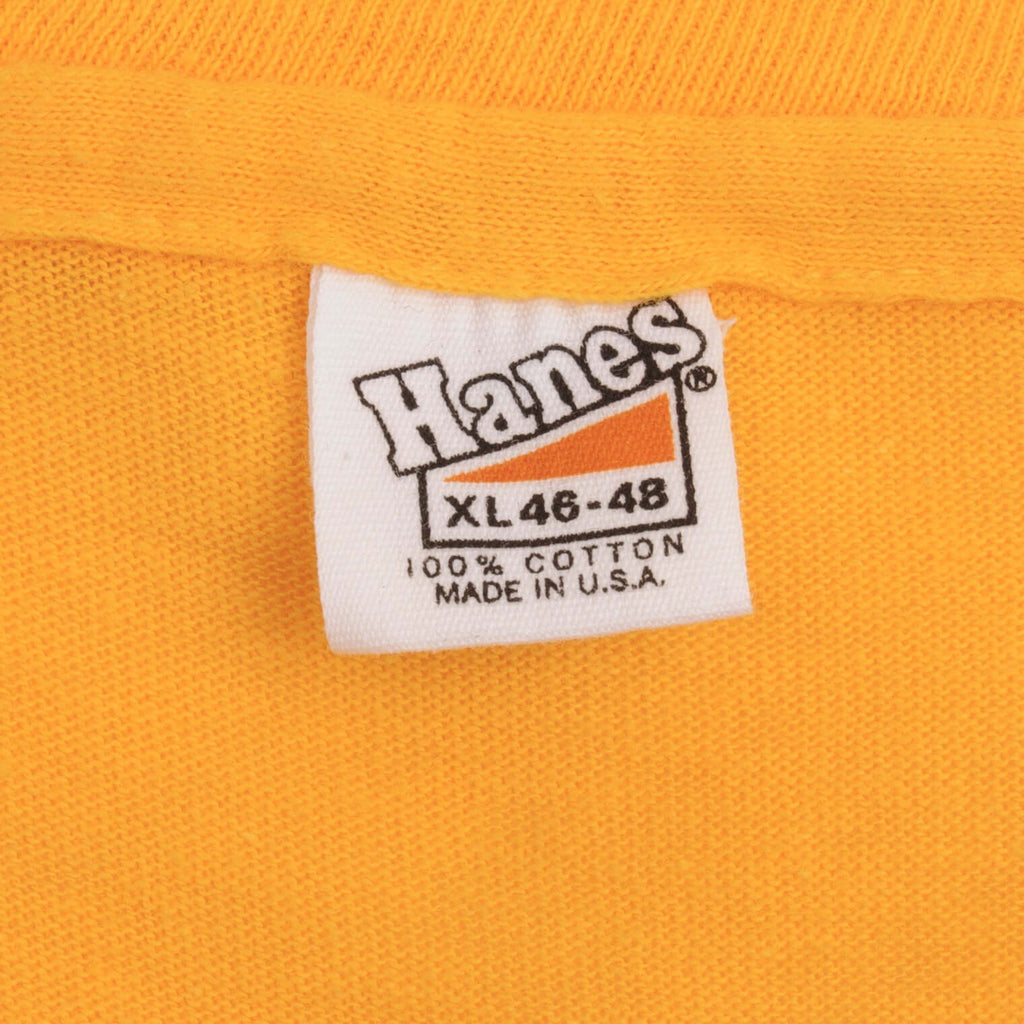 Hanes®
XL 46-48
100% COTTON
MADE IN U.S.A.